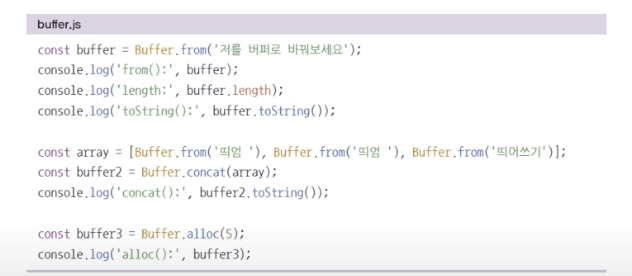 buffer.js
const buffer = Buffer.from('저를 버퍼로 바꿔보세요');
console.log('from():', buffer);
console.log('length:', buffer.length);
console.log('toString():', buffer.toString());
const array = [Buffer.from('띄엄 '), Buffer.from('띄엄 '), Buffer.from('띄어쓰기')];
const buffer2 = Buffer.concat(array);
console.log('concat():', buffer2.toString());
const buffer3 = Buffer.alloc(5);
console.log('alloc():', buffer3);